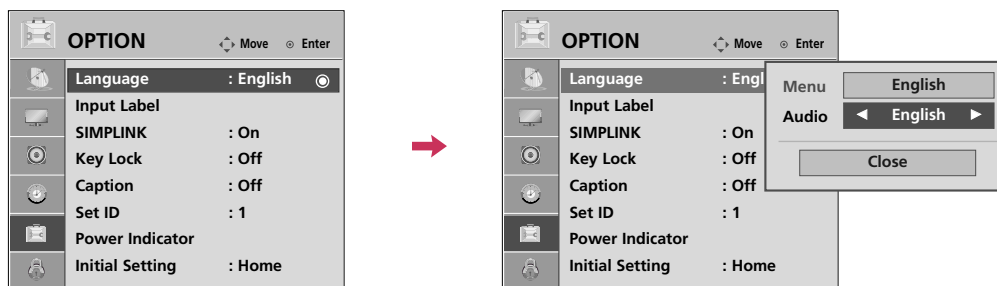 OPTION Move Enter
Language : English
Input Label
SIMPLINK : On
Key Lock : Off
Caption : Off
Set ID : 1
Power Indicator
Initial Setting : Home
OPTION Move Enter
Language : Engl
Input Label
SIMPLINK : On
Key Lock : Off
Caption : Off
Set ID : 1
Power Indicator
Initial Setting : Home
Menu English
Audio ◄ English ►
Close